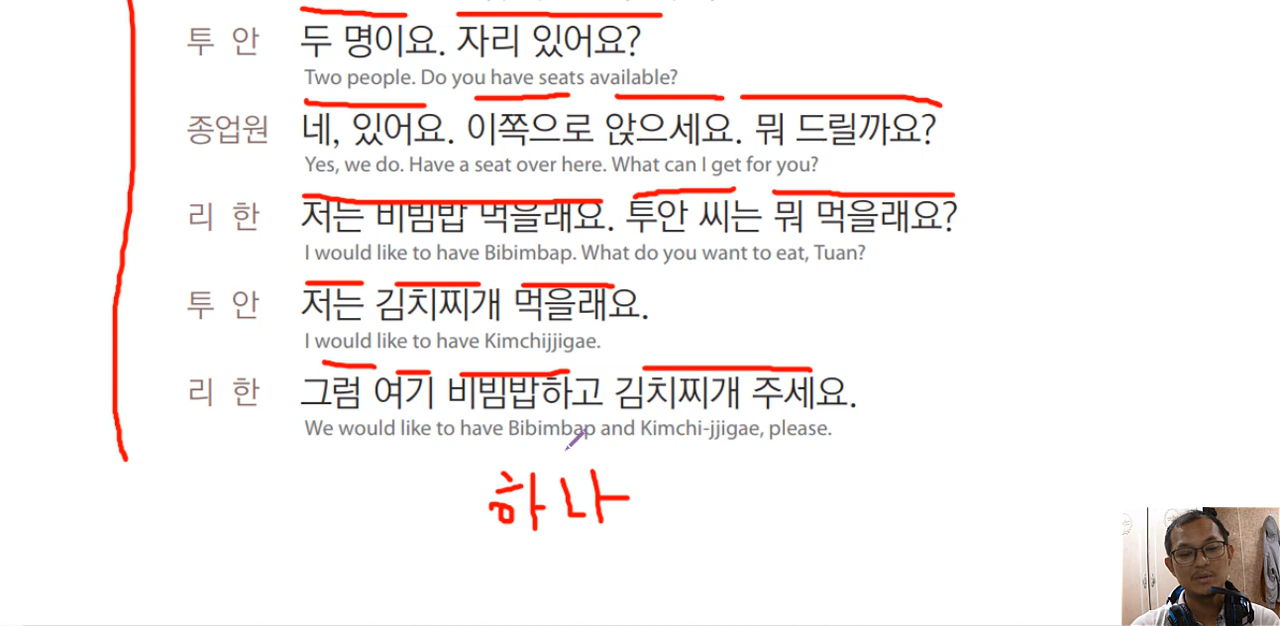 투 안 두 명이요. 자리 있어요?
Two people. Do you have seats available?
종업원 네, 있어요. 이쪽으로 앉으세요. 뭐 드릴까요?
Yes, we do. Have a seat over here. What can I get for you?
리 한 저는 비빔밥 먹을래요. 투안 씨는 뭐 먹을래요?
I would like to have Bibimbap. What do you want to eat, Tuan?
투 안 저는 김치찌개 먹을래요.
I would like to have Kimchijjigae.
리 한 그럼 여기 비빔밥하고 김치찌개 주세요.
We would like to have Bibimbap and Kimchi-jjigae, please.
하나